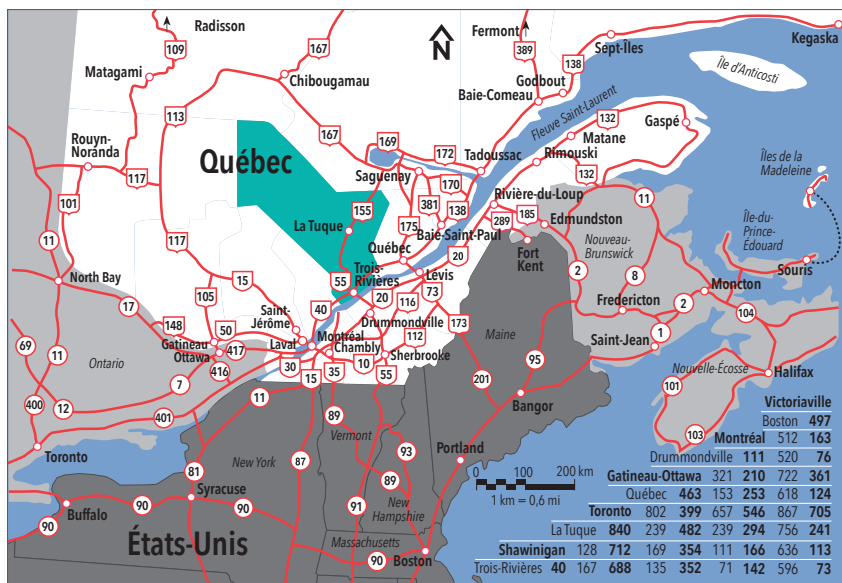 Radisson
Fermont
Kegaska
109
167
389
Sept-Îles
Matagami
138
Île d'Anticosti
Chibougamau
Godbout
N
Baie-Comeau
113
Fleuve Saint-Laurent
132
Gaspé
167
169
Matane
Rouyn-
Noranda
Québec
172
Tadoussac
Rimouski
Îles de la
Madeleine
117
Saguenay
170
132
101
155
381
138
Rivière-du-Loup
11
185
Île-du-
Prince-
Édouard
La Tuque
175
Baie-Saint-Paul
289
Edmundston
11
117
Québec
20
Fort
Kent
Nouveau-
Brunswick
Souris
North Bay
15
55
Trois-
Rivières
Lévis
2
8
Moncton
105
20
116
73
17
Saint-
Jérôme
40
Fredericton
2
104
148
50
Drummondville
173
Maine
1
69
11
Gatineau
Ottawa
417
Laval
Montréal
Chambly
112
Saint-Jean
Ontario
416
30
15
35
10
Sherbrooke
55
95
Nouvelle-Écosse
7
201
101
Halifax
400
12
11
89
Bangor
401
Vermont
103
Toronto
93
Portland
New York
87
81
89
0 100 200 km
1 km = 0,6 mi
Syracuse
New
Hampshire
90
90
91
Buffalo
90
90
Massachusetts
États-Unis
90
Boston
Victoriaville
Boston 497
Montréal 512 163
Drummondville 111 520 76
Gatineau-Ottawa 321 210 722 361
Québec 463 153 253 618 124
Toronto 802 399 657 546 867 705
La Tuque 840 239 482 239 294 756 241
Shawinigan 128 712 169 354 111 166 636 113
Trois-Rivières 40 167 688 135 352 71 142 596 73